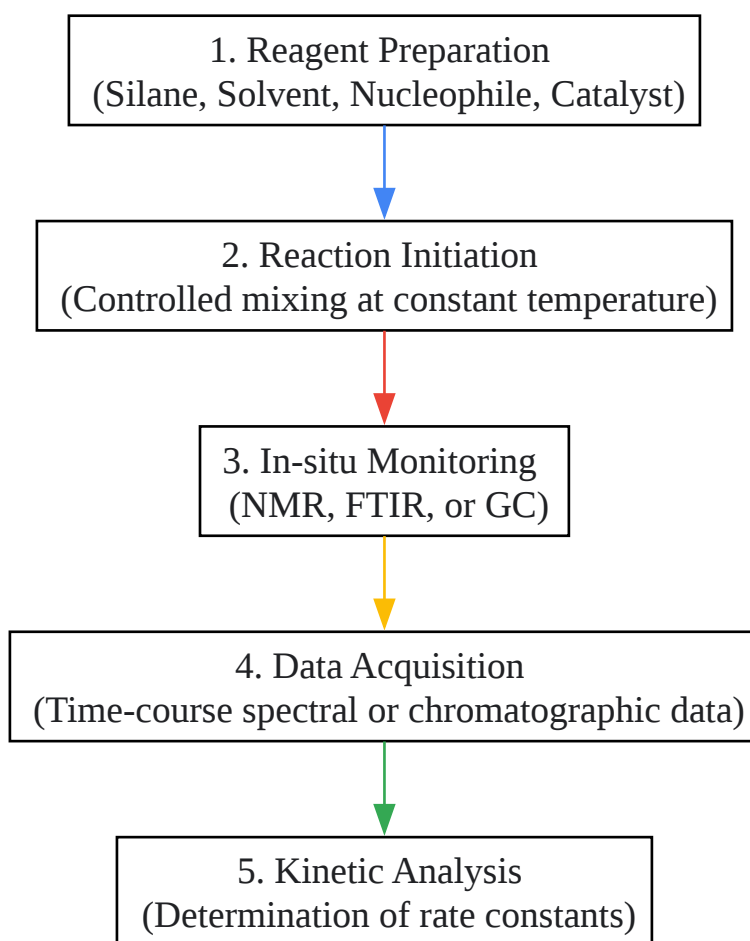 1. Reagent Preparation
(Silane, Solvent, Nucleophile, Catalyst)
2. Reaction Initiation
(Controlled mixing at constant temperature)
3. In-situ Monitoring
(NMR, FTIR, or GC)
4. Data Acquisition
(Time-course spectral or chromatographic data)
5. Kinetic Analysis
(Determination of rate constants)